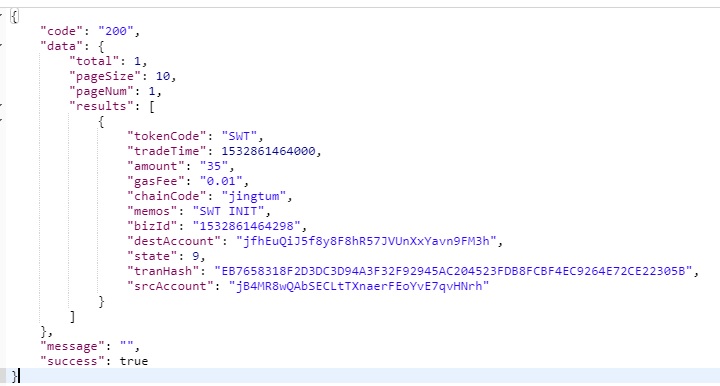 {
"code": "200",
"data": {
"total": 1,
"pageSize": 10,
"pageNum": 1,
"results": [
{
"tokenCode": "SWT",
"tradeTime": 1532861464000,
"amount": "35",
"gasFee": "0.01",
"chainCode": "jingtum",
"memos": "SWT INIT",
"bizId": "1532861464298",
"destAccount": "jfhEuQiJ5f8y8F8hR57JVUnXxYavn9FM3h",
"state": 9,
"tranHash": "EB7658318F2D3DC3D94A3F32F92945AC204523FDB8FCBF4EC9264E72CE22305B",
"srcAccount": "jB4MR8wQAbSECLtTXnaerFEoYvE7qvHNrh"
}
]
},
"message": "",
"success": true
}